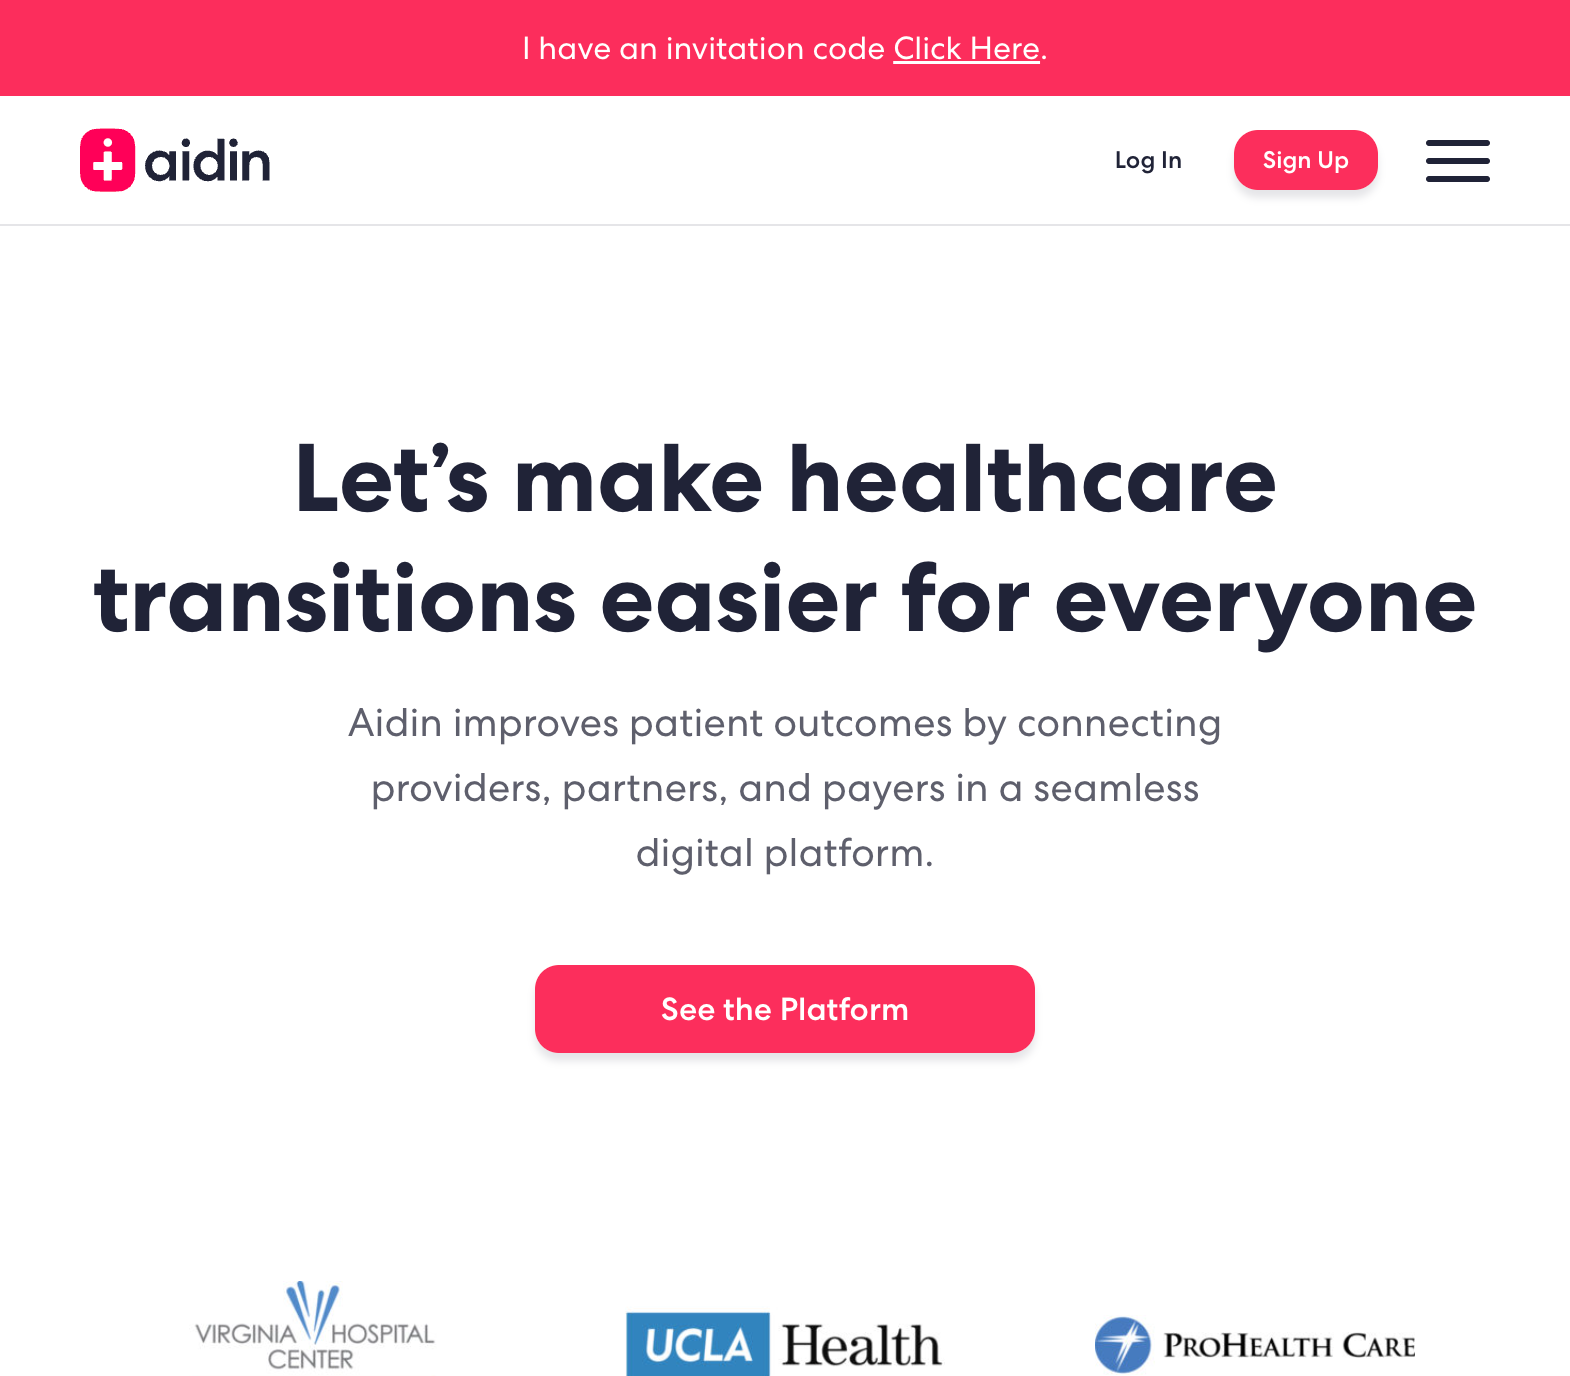 I have an invitation code Click Here.
aidin
Log In
Sign Up
Let’s make healthcare
transitions easier for everyone
Aidin improves patient outcomes by connecting
providers, partners, and payers in a seamless
digital platform.
See the Platform
VIRGINIA HOSPITAL
CENTER
UCLA Health
PROHEALTH CARE